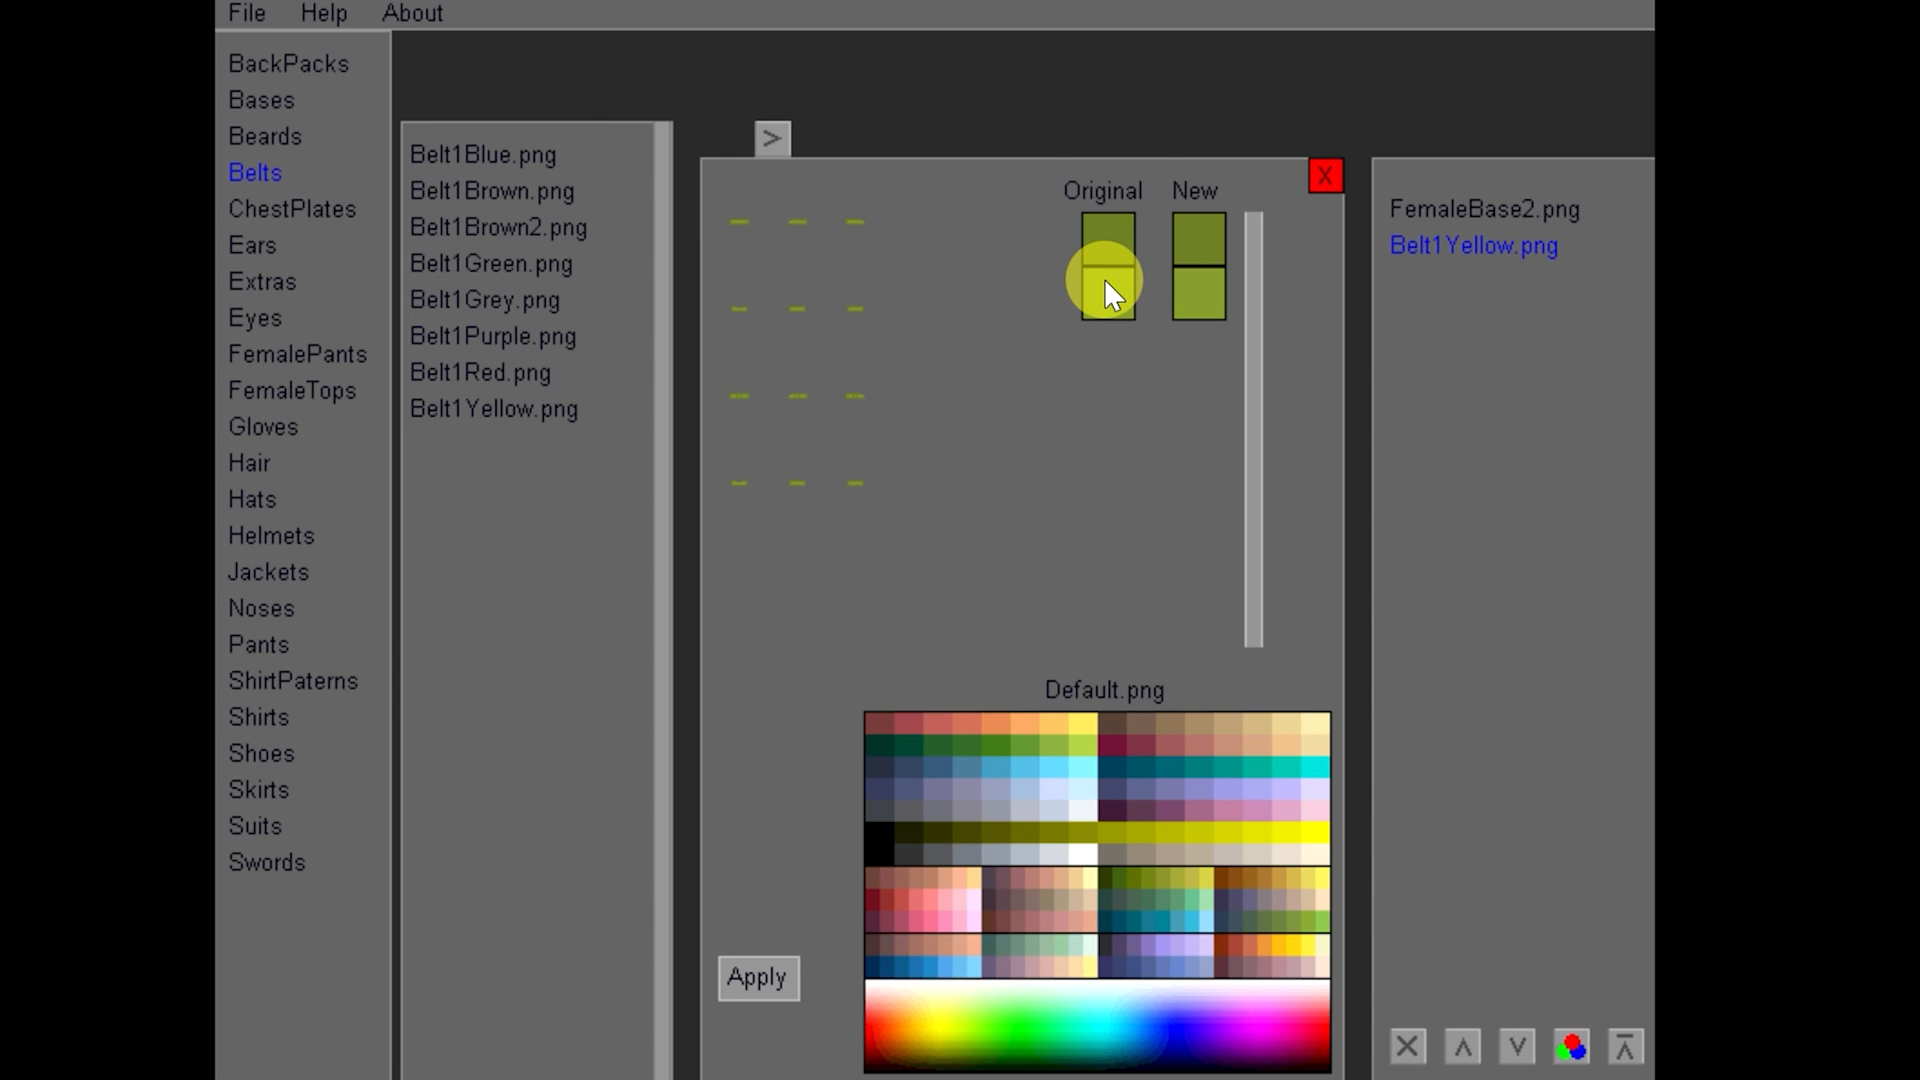 File Help About
BackPacks
Bases
Beards
Belts
ChestPlates
Ears
Extras
Eyes
FemalePants
FemaleTops
Gloves
Hair
Hats
Helmets
Jackets
Noses
Pants
ShirtPaterns
Shirts
Shoes
Skirts
Suits
Swords
Belt1Blue.png
Belt1Brown.png
Belt1Brown2.png
Belt1Green.png
Belt1Grey.png
Belt1Purple.png
Belt1Red.png
Belt1Yellow.png
>
X
Original New
Default.png
Apply
FemaleBase2.png
Belt1Yellow.png